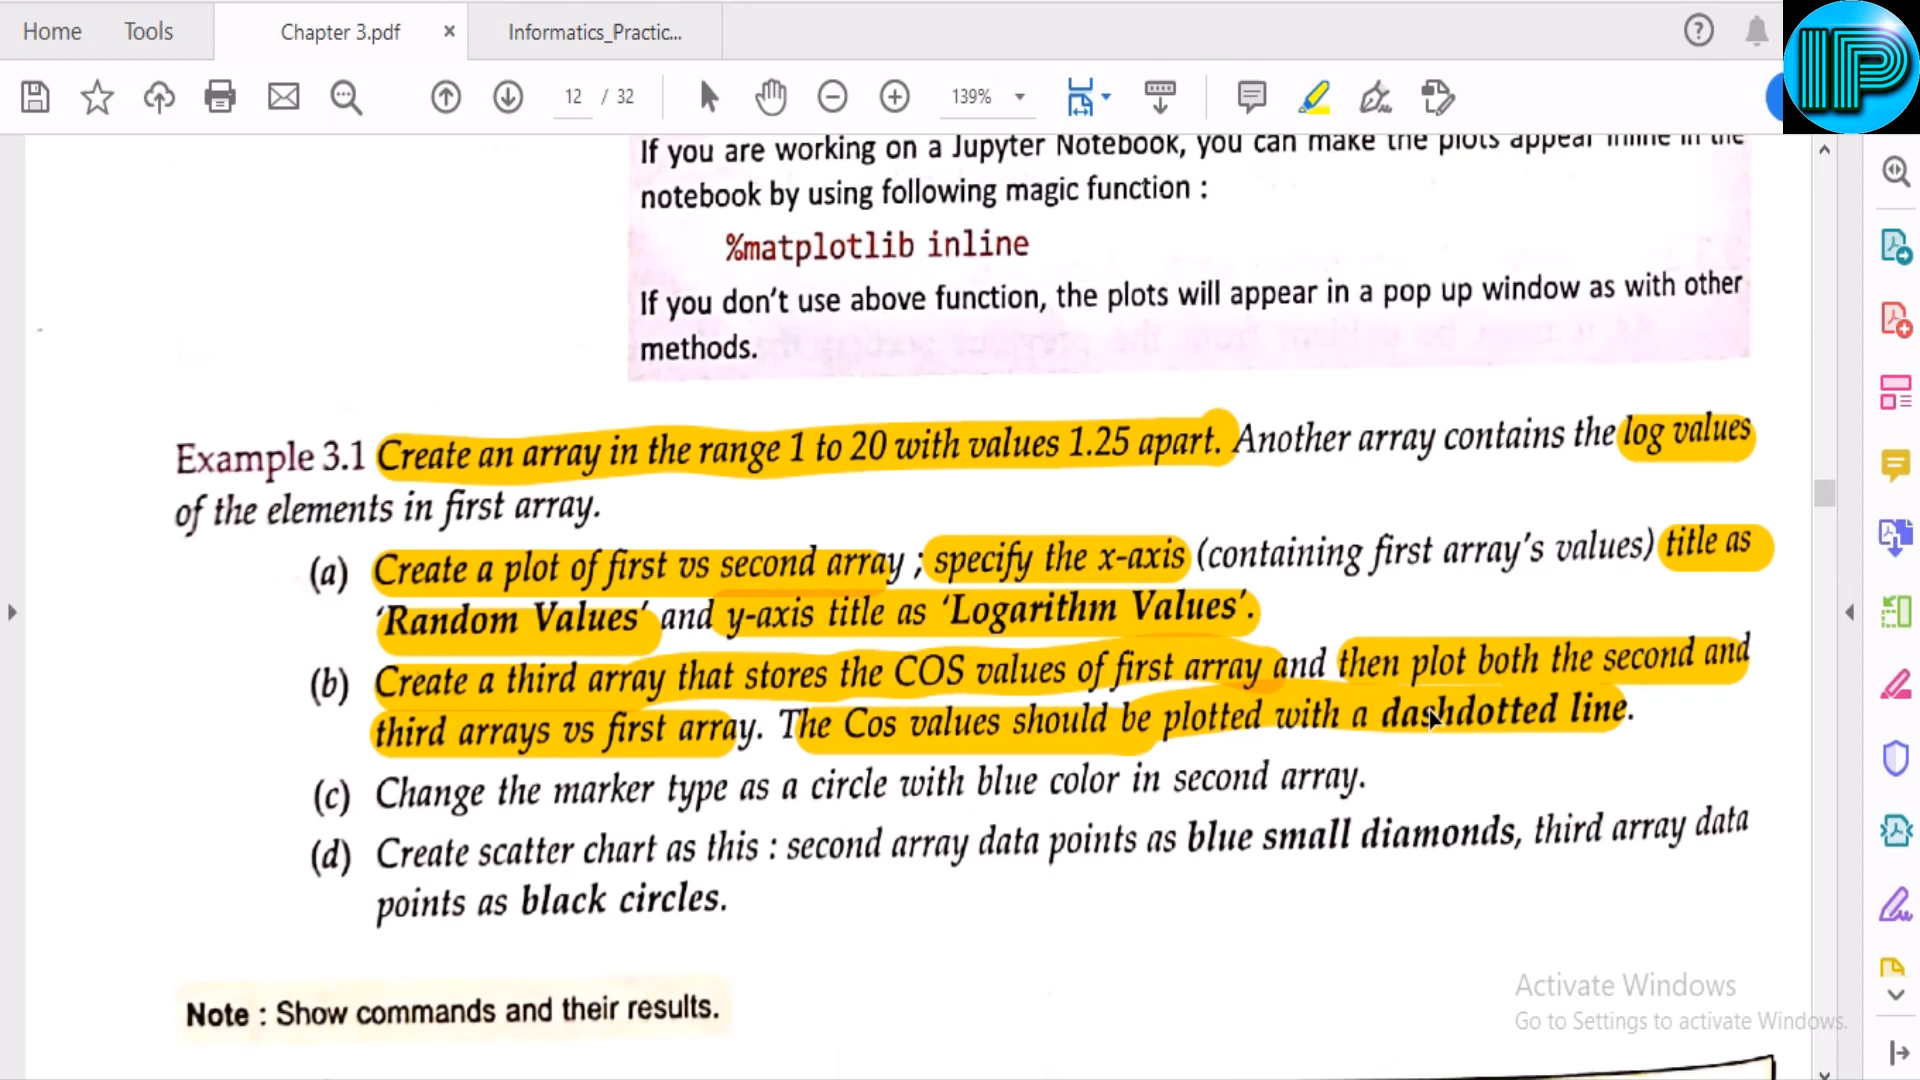 Home
Tools
Chapter 3.pdf
×
Informatics_Practic...
IP
12 / 32
139%
If you are working on a Jupyter Notebook, you can make the plots appear inline in the
notebook by using following magic function :
%matplotlib inline
If you don't use above function, the plots will appear in a pop up window as with other
methods.
Example 3.1 Create an array in the range 1 to 20 with values 1.25 apart. Another array contains the log values
of the elements in first array.
(a) Create a plot of first vs second array ; specify the x-axis (containing first array's values) title as
'Random Values' and y-axis title as 'Logarithm Values'.
(b) Create a third array that stores the COS values of first array and then plot both the second and
third arrays vs first array. The Cos values should be plotted with a dashdotted line.
(c) Change the marker type as a circle with blue color in second array.
(d) Create scatter chart as this : second array data points as blue small diamonds, third array data
points as black circles.
Note : Show commands and their results.
Activate Windows
Go to Settings to activate Windows.